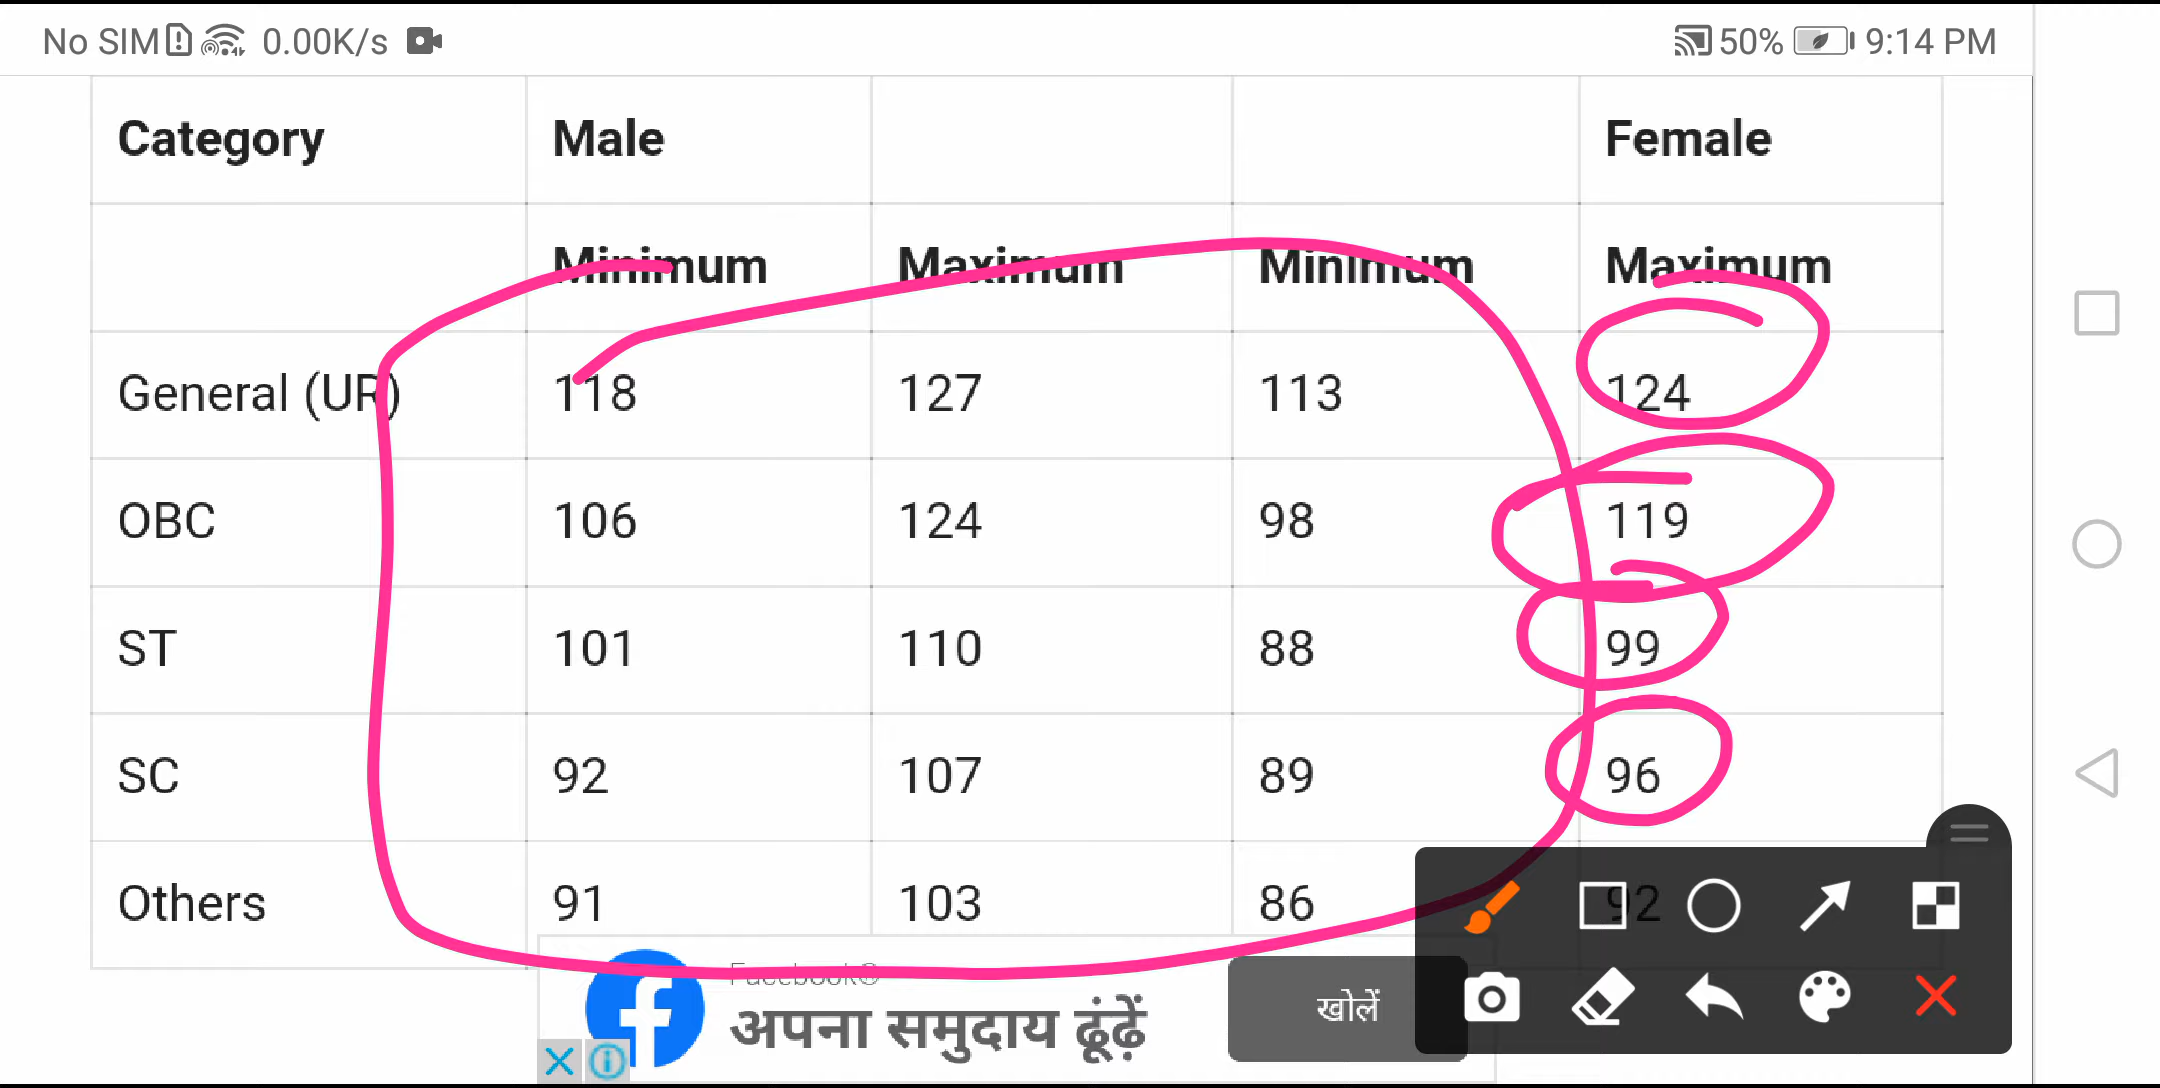 No SIM 0.00K/s 50% 9:14 PM
Category Male Female
Minimum Maximum Minimum Maximum
General (UR) 118 127 113 124
OBC 106 124 98 119
ST 101 110 88 99
SC 92 107 89 96
Others 91 103 86 92
Facebook©
अपना समुदाय ढूंढ़ें
खोलें